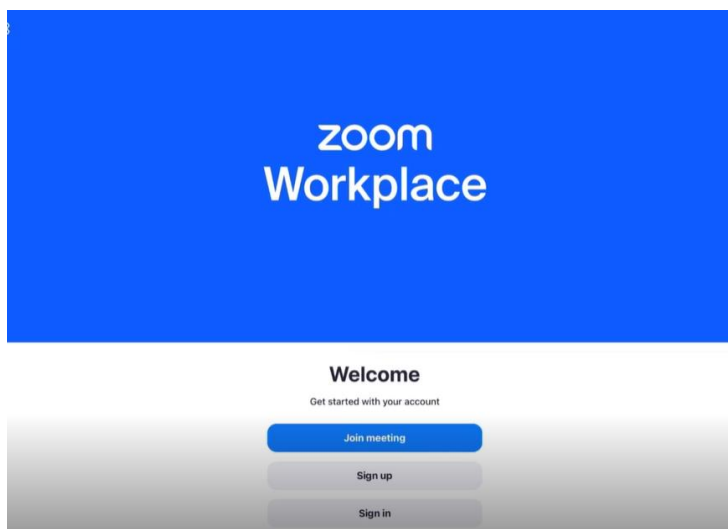 zoom
Workplace
Welcome
Get started with your account
Join meeting
Sign up
Sign in